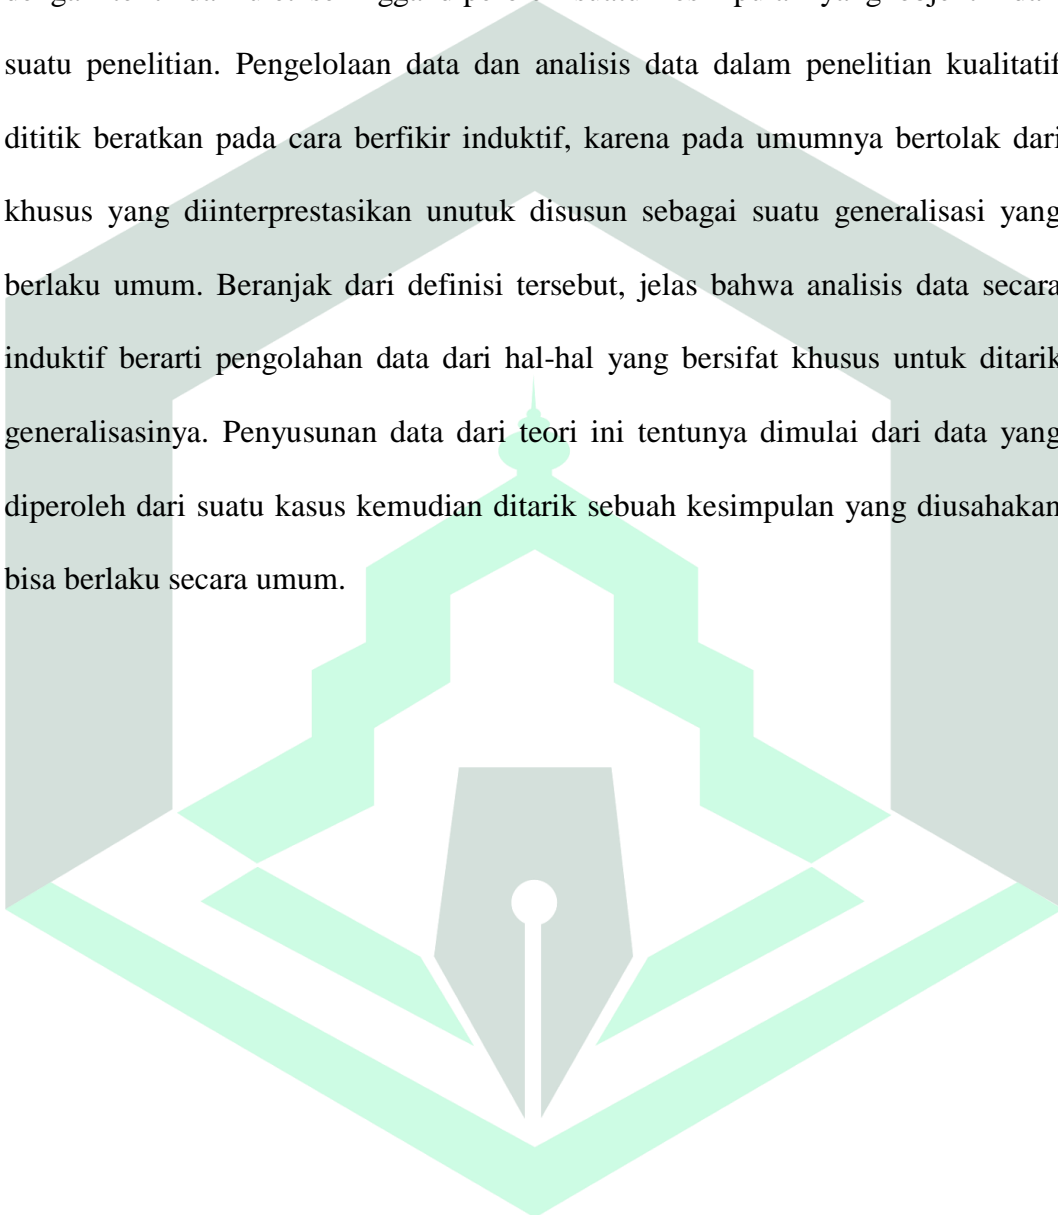 suatu penelitian. Pengelolaan data dan analisis data dalam penelitian kualitatif
dititik beratkan pada cara berfikir induktif, karena pada umumnya bertolak dari
khusus yang diinterprestasikan unutuk disusun sebagai suatu generalisasi yang
berlaku umum. Beranjak dari definisi tersebut, jelas bahwa analisis data secara
induktif berarti pengolahan data dari hal-hal yang bersifat khusus untuk ditarik
generalisasinya. Penyusunan data dari teori ini tentunya dimulai dari data yang
diperoleh dari suatu kasus kemudian ditarik sebuah kesimpulan yang diusahakan
bisa berlaku secara umum.